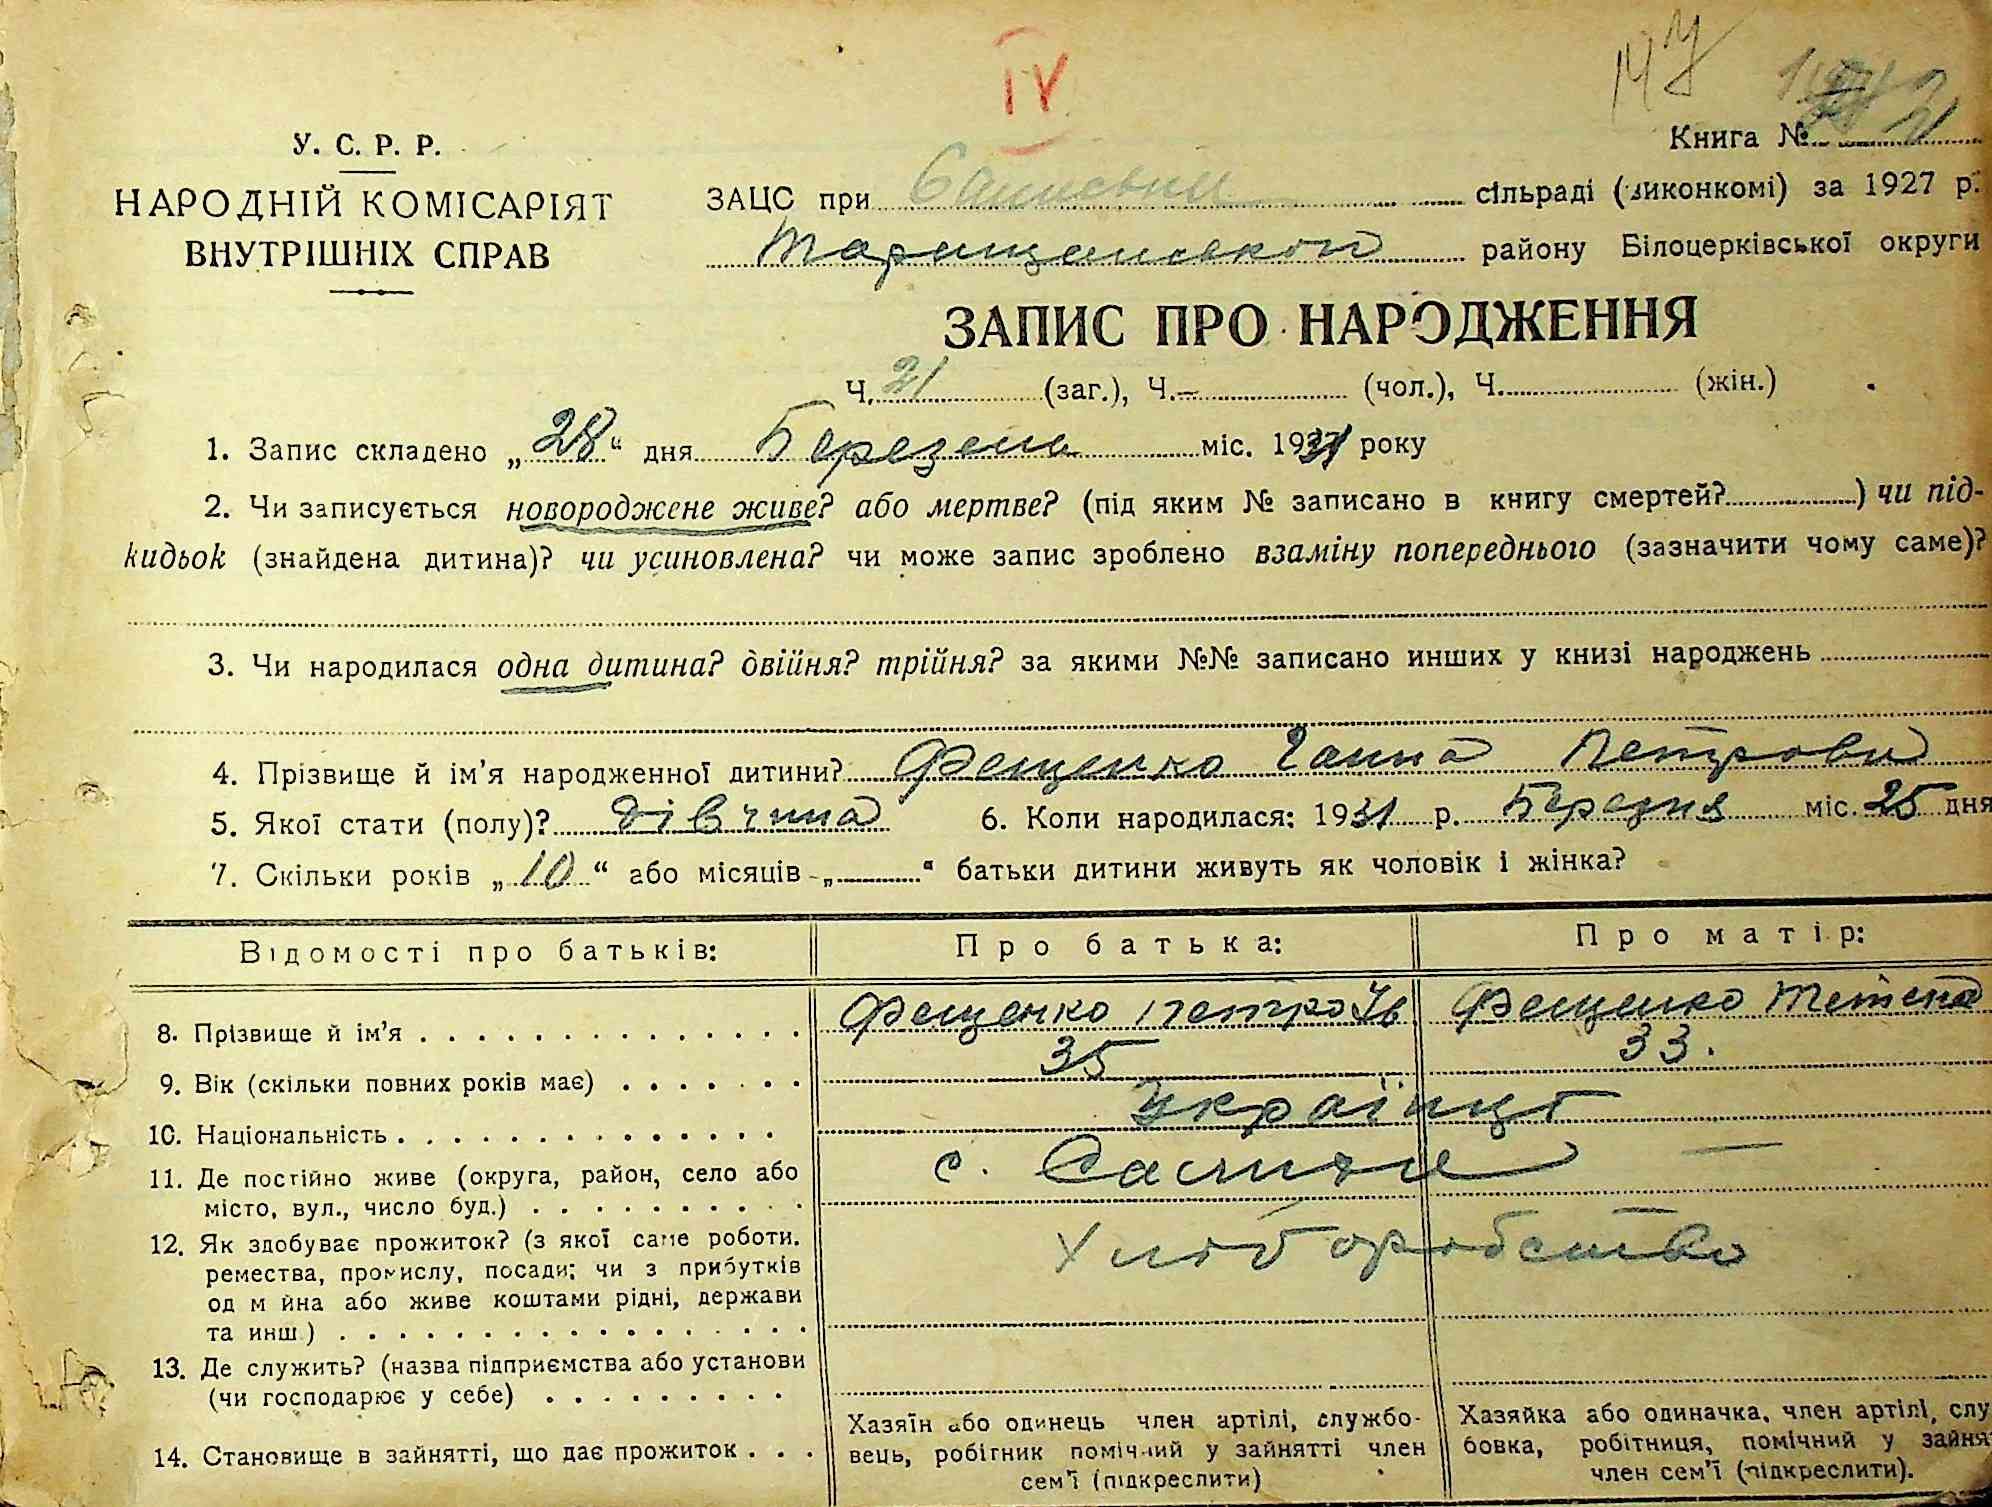 IV
147
У. С. Р. Р.
НАРОДНІЙ КОМІСАРІЯТ
ВНУТРІШНІХ СПРАВ
Книга №
ЗАЦС при сільраді (виконкомі) за 1927 р.
Таращанської району Білоцерківської округи
ЗАПИС ПРО НАРОДЖЕННЯ
Ч. 21 (заг.), Ч. – (чол.), Ч. (жін.)
1. Запис складено „28“ дня Березень міс. 1931 року
2. Чи записується новороджене живе? або мертве? (під яким № записано в книгу смертей? ) чи під-
кидьок (знайдена дитина)? чи усиновлена? чи може запис зроблено взаміну попереднього (зазначити чому саме)?
3. Чи народилася одна дитина? двійня? трійня? за якими №№ записано инших у книзі народжень
4. Прізвище й ім’я народженної дитини? Фещенко Ганна Петрови
5. Якої стати (полу)? дівчина 6. Коли народилася: 1931 р. Березня міс. 25 дня
7. Скільки років „10“ або місяців „ “ батьки дитини живуть як чоловік і жінка?
Відомості про батьків: Про батька: Про матір:
8. Прізвище й ім’я Фещенко Петро Ів Фещенко Тетяна
9. Вік (скільки повних років має) 35 33.
10. Національність Українці
11. Де постійно живе (округа, район, село або
місто, вул., число буд.) с.
12. Як здобуває прожиток? (з якої саме роботи,
ремества, промислу, посади; чи з прибутків
од м йна або живе коштами рідні, держави
та инш.) Хліборобство
13. Де служить? (назва підприємства або установи
(чи господарює у себе)
14. Становище в зайнятті, що дає прожиток
Хазяїн або одинець член артілі, службо-
вець, робітник помічний у зайнятті член
сем’ї (підкреслити)
Хазяйка або одиначка, член артілі, слу
бовка, робітниця, помічний у зайня
член сем’ї (підкреслити).